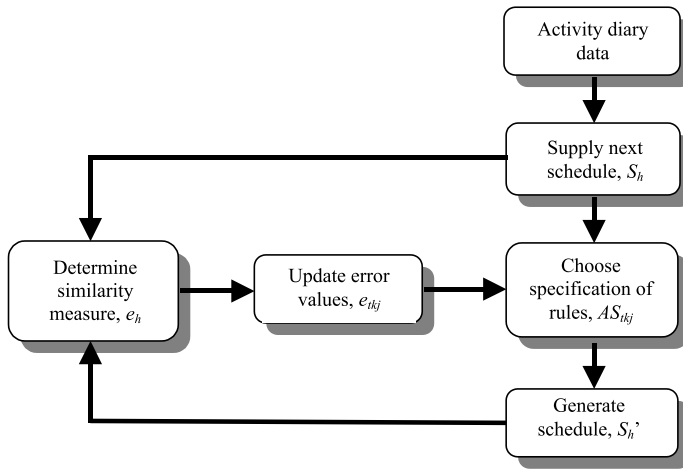 Activity diary
data
Supply next
schedule, Sh
Determine
similarity
measure, eh
Update error
values, etkj
Choose
specification of
rules, AStkj
Generate
schedule, Sh’